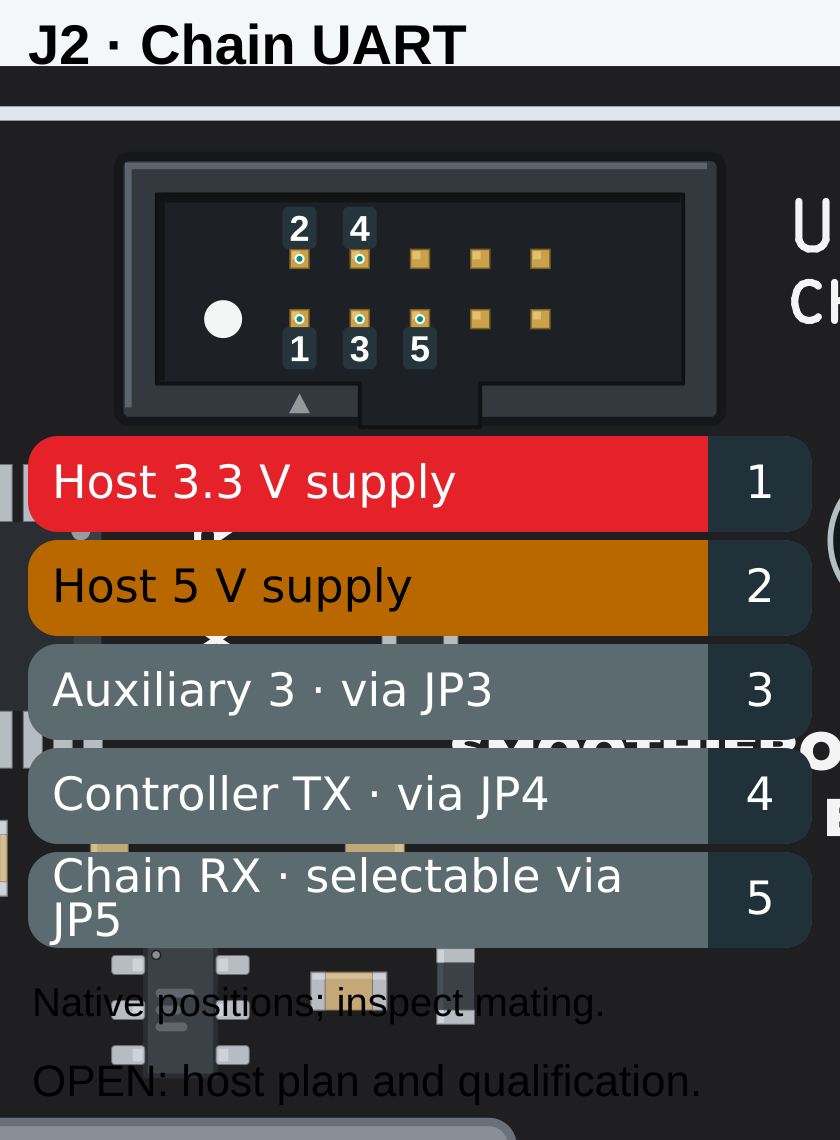 J2 · Chain UART
2 4
1 3 5
Host 3.3 V supply 1
Host 5 V supply 2
Auxiliary 3 · via JP3 3
Controller TX · via JP4 4
Chain RX · selectable via
JP5 5
Native positions; inspect mating.
OPEN: host plan and qualification.